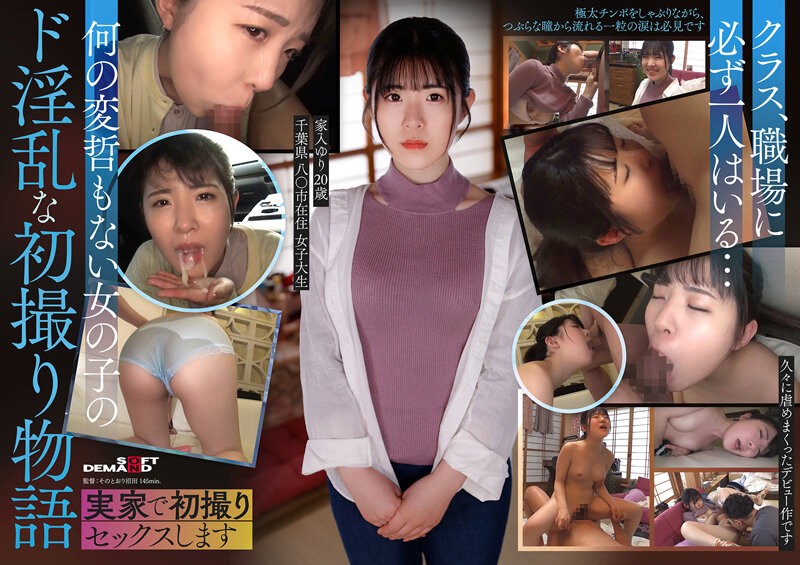 クラス、職場に
必ず一人はいる…
極太チンポをしゃぶりながら、
つぶらな瞳から流れる一粒の涙は必見です
家入ゆり 20歳
千葉県 八〇市在住 女子大生
何の変哲もない女の子の
ド淫乱な初撮り物語
久々に虐めまくったデビュー作です
SOFT
ON
DEMAND
監督：そのとおり沼田 145min.
実家で初撮り
セックスします